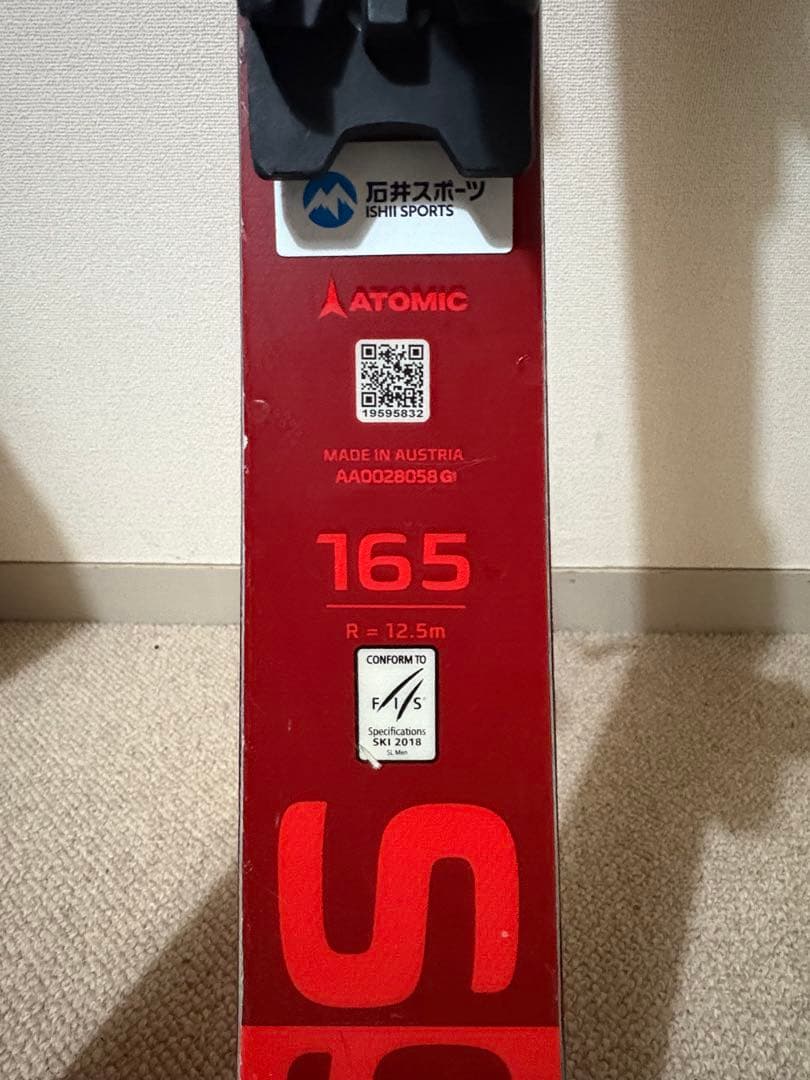 石井スポーツ
ISHII SPORTS
ATOMIC
19595832
MADE IN AUSTRIA
AA0028058G
165
R = 12.5m
CONFORM TO
FIS
Specifications
SKI 2018
SL Men
S